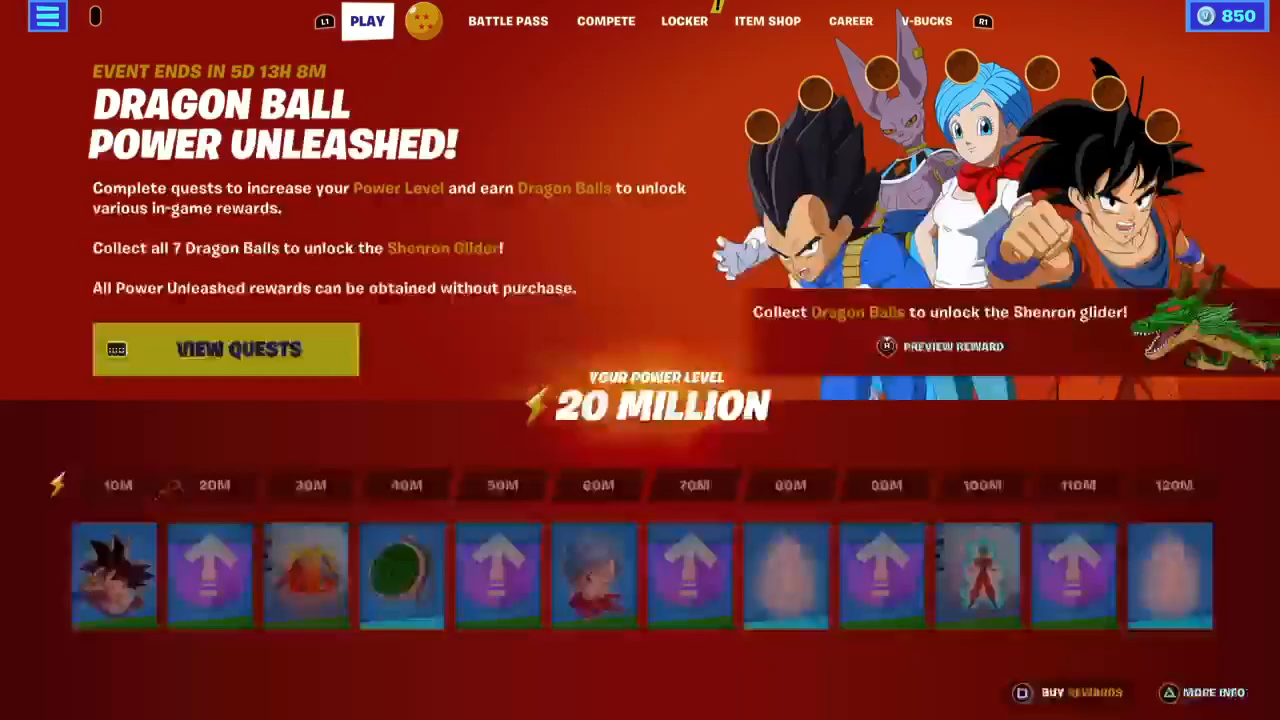 L1 PLAY BATTLE PASS COMPETE LOCKER ITEM SHOP CAREER V-BUCKS R1 850
EVENT ENDS IN 5D 13H 8M
DRAGON BALL
POWER UNLEASHED!
Complete quests to increase your Power Level and earn Dragon Balls to unlock
various in-game rewards.
Collect all 7 Dragon Balls to unlock the Shenron Glider!
All Power Unleashed rewards can be obtained without purchase.
Collect Dragon Balls to unlock the Shenron glider!
R PREVIEW REWARD
VIEW QUESTS
YOUR POWER LEVEL
20 MILLION
10M 20M 30M 40M 50M 60M 70M 80M 90M 100M 110M 120M
BUY REWARDS MORE INFO